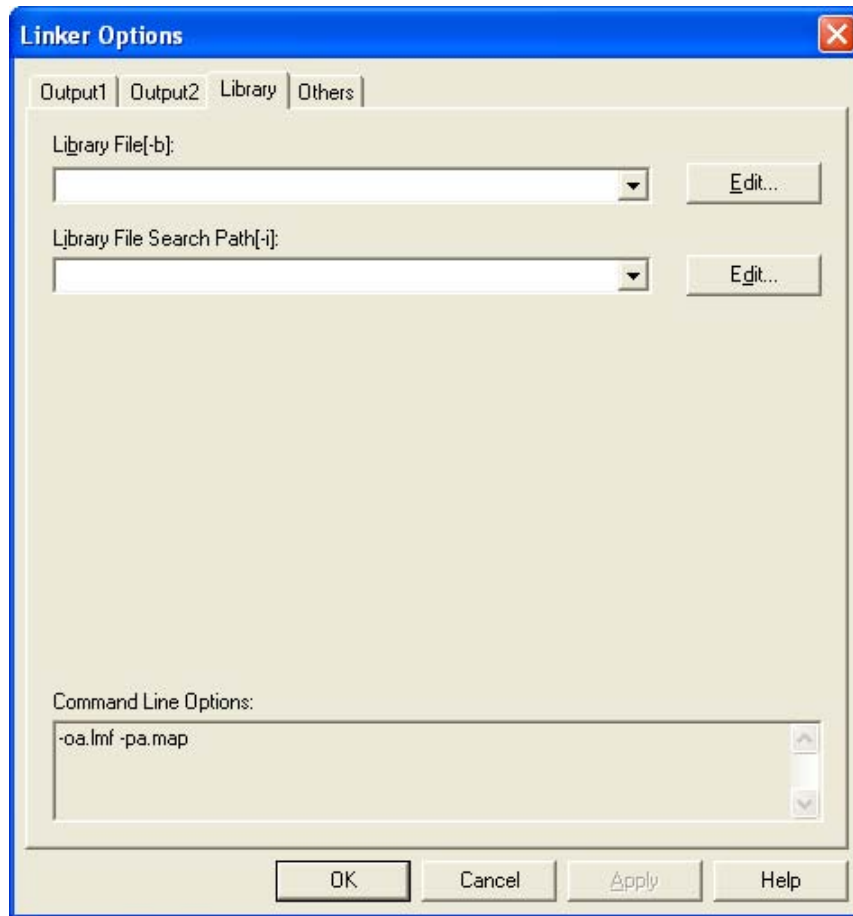 Linker Options
Output1 Output2 Library Others
Library File[-b]:
Edit...
Library File Search Path[-i]:
Edit...
Command Line Options:
-oa.lmf -pa.map
OK Cancel Apply Help